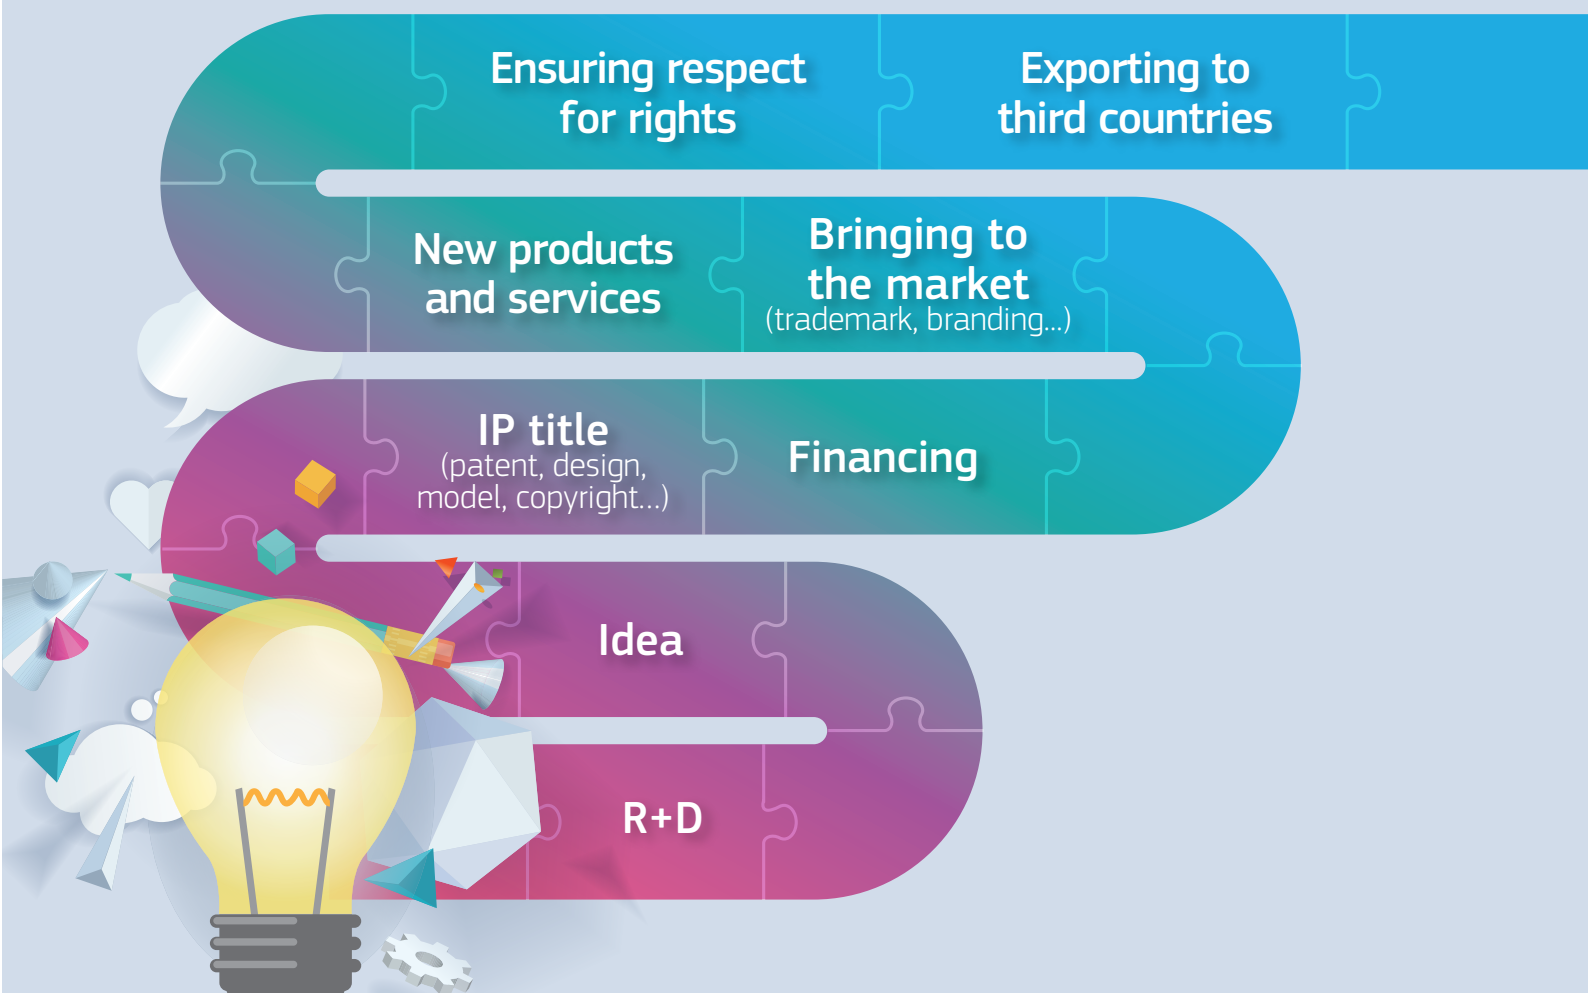 Ensuring respect
for rights
Exporting to
third countries
New products
and services
Bringing to
the market
(trademark, branding...)
IP title
(patent, design,
model, copyright...)
Financing
Idea
R+D